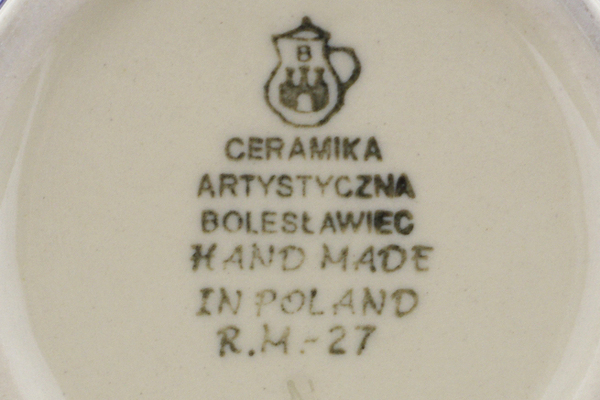 B
CERAMIKA
ARTYSTYCZNA
BOLESŁAWIEC
HAND MADE
IN POLAND
R.M.-27